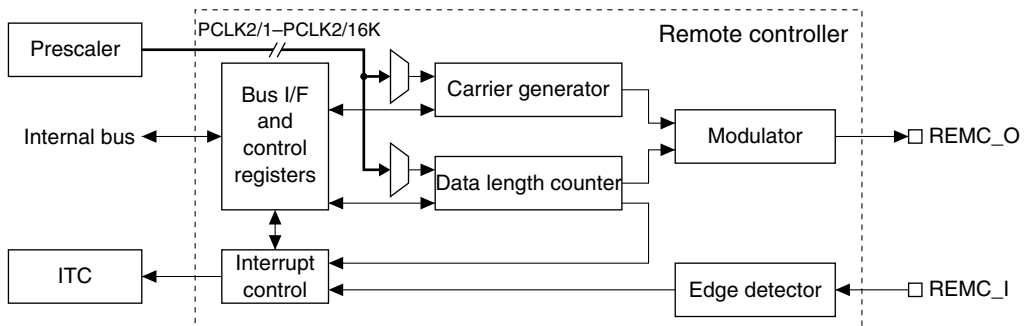 PCLK2/1–PCLK2/16K
Remote controller
Prescaler
Bus I/F
and
control
registers
Carrier generator
Internal bus
Modulator
REMC_O
Data length counter
ITC
Interrupt
control
Edge detector
REMC_I